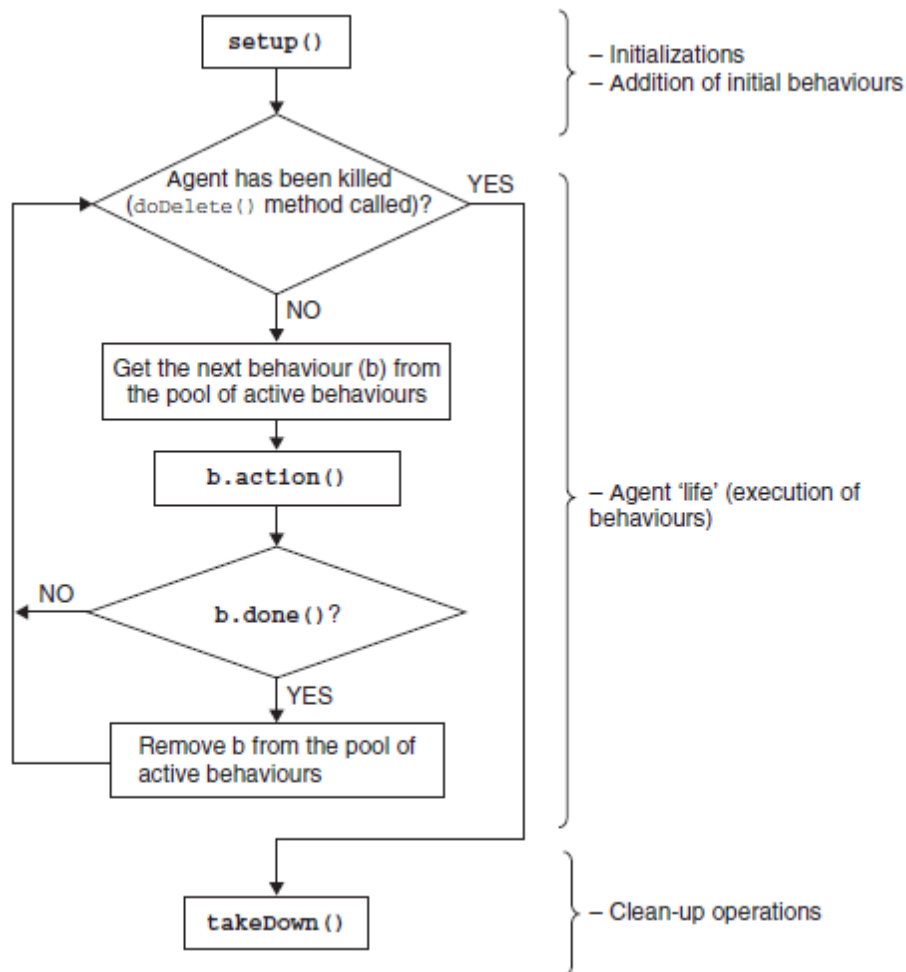 setup()
– Initializations
– Addition of initial behaviours
Agent has been killed
(doDelete() method called)?
YES
NO
Get the next behaviour (b) from
the pool of active behaviours
b.action()
– Agent ‘life’ (execution of
behaviours)
NO
b.done()?
YES
Remove b from the pool of
active behaviours
takeDown()
– Clean-up operations